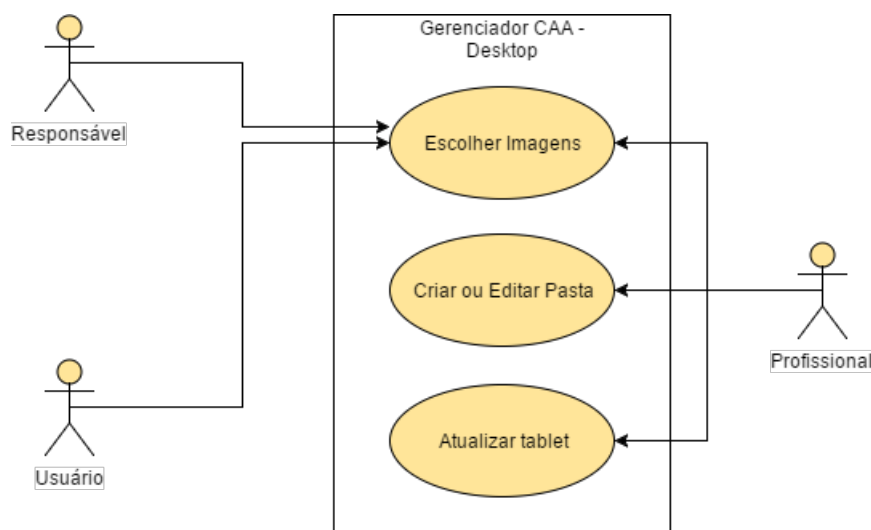 Gerenciador CAA -
Desktop
Responsável
Escolher Imagens
Criar ou Editar Pasta
Profissional
Atualizar tablet
Usuário